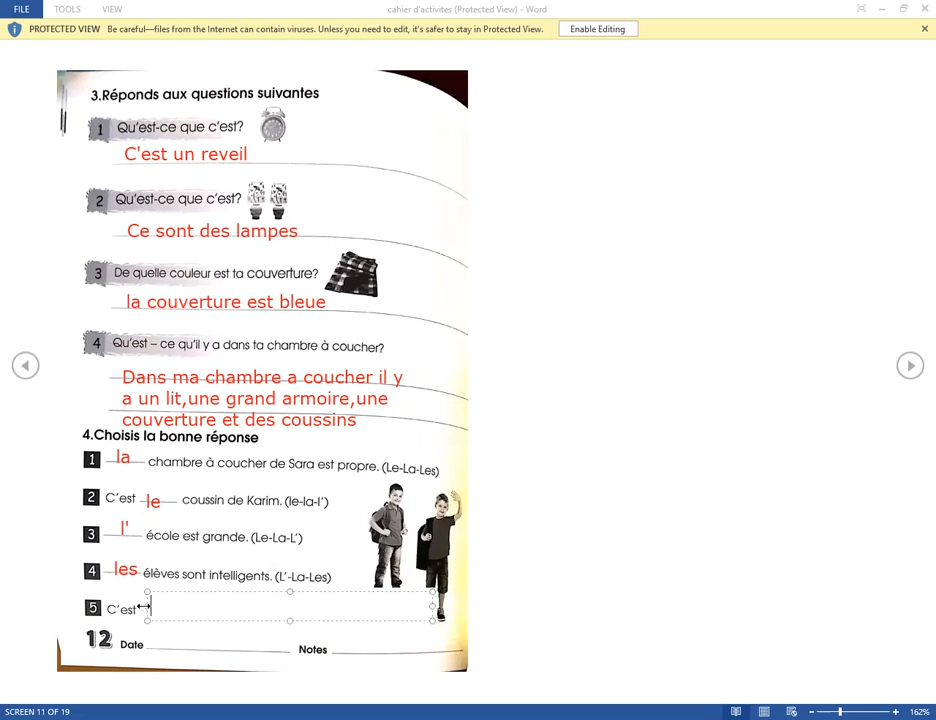 FILE TOOLS VIEW cahier d'activites (Protected View) - Word
PROTECTED VIEW Be careful—files from the Internet can contain viruses. Unless you need to edit, it's safer to stay in Protected View. Enable Editing
3.Réponds aux questions suivantes
1 Qu'est-ce que c'est?
C'est un reveil
2 Qu'est-ce que c'est?
Ce sont des lampes
3 De quelle couleur est ta couverture?
la couverture est bleue
4 Qu'est – ce qu'il y a dans ta chambre à coucher?
Dans ma chambre a coucher il y
a un lit,une grand armoire,une
couverture et des coussins
4.Choisis la bonne réponse
1 la chambre à coucher de Sara est propre. (Le-La-Les)
2 C'est le coussin de Karim. (le-la-l')
3 l' école est grande. (Le-La-L')
4 les élèves sont intelligents. (L'-La-Les)
5 C'est
12 Date Notes
SCREEN 11 OF 19 162%